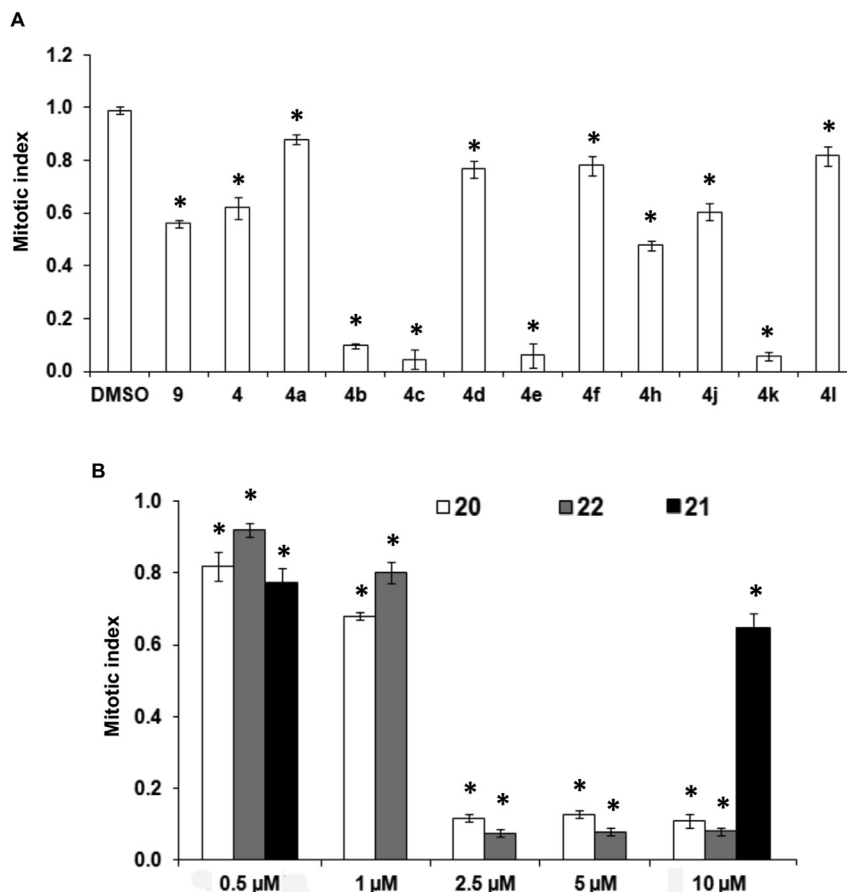 A
1.2
1.0
0.8
0.6
0.4
0.2
0.0
Mitotic index
* * * * * * * * * * *
DMSO 9 4 4a 4b 4c 4d 4e 4f 4h 4j 4k 4l
B
20 22 21
1.0
0.8
0.6
0.4
0.2
0.0
Mitotic index
* * * * * * * * * * * *
0.5 µM 1 µM 2.5 µM 5 µM 10 µM